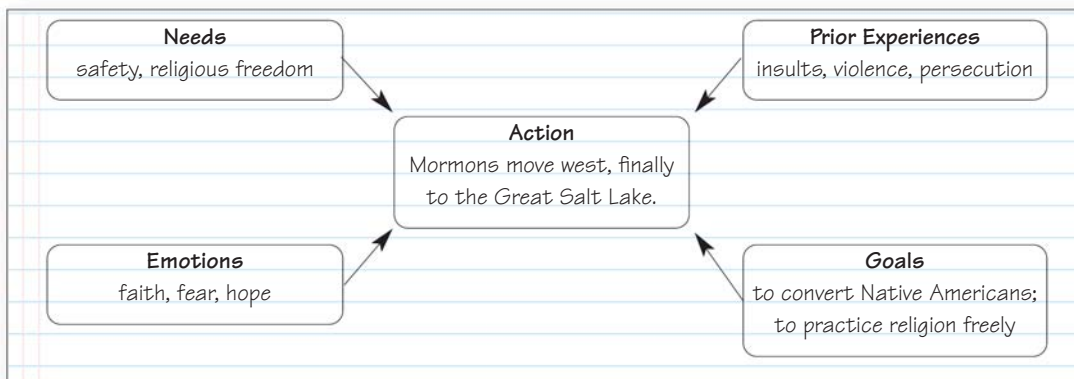 Needs
safety, religious freedom
Prior Experiences
insults, violence, persecution
Action
Mormons move west, finally
to the Great Salt Lake.
Emotions
faith, fear, hope
Goals
to convert Native Americans;
to practice religion freely